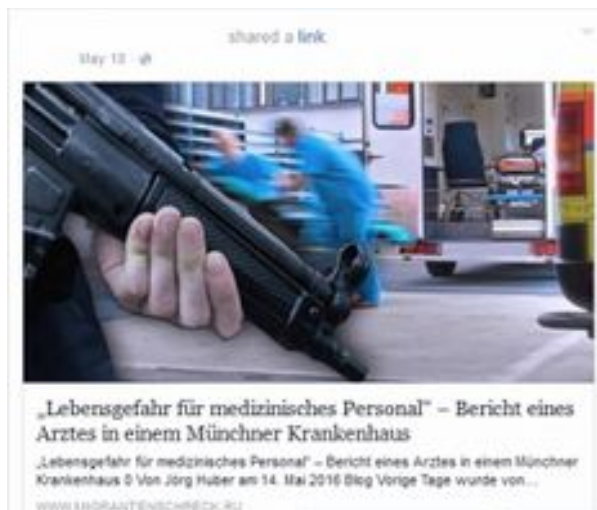 shared a link
May 13
„Lebensgefahr für medizinisches Personal“ – Bericht eines
Arztes in einem Münchner Krankenhaus
„Lebensgefahr für medizinisches Personal“ – Bericht eines Arztes in einem Münchner
Krankenhaus 0 Von Jörg Huber am 14. Mai 2016 Blog Vorige Tage wurde von...
WWW.MIGRANTENSCHRECK.RU